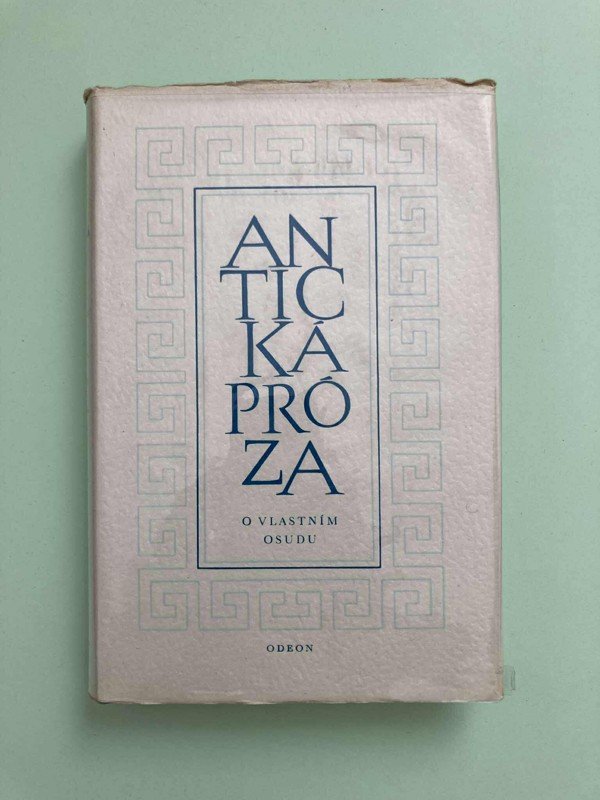 AN
TIC
KÁ
PRÓ
ZA
O VLASTNÍM
OSUDU
ODEON